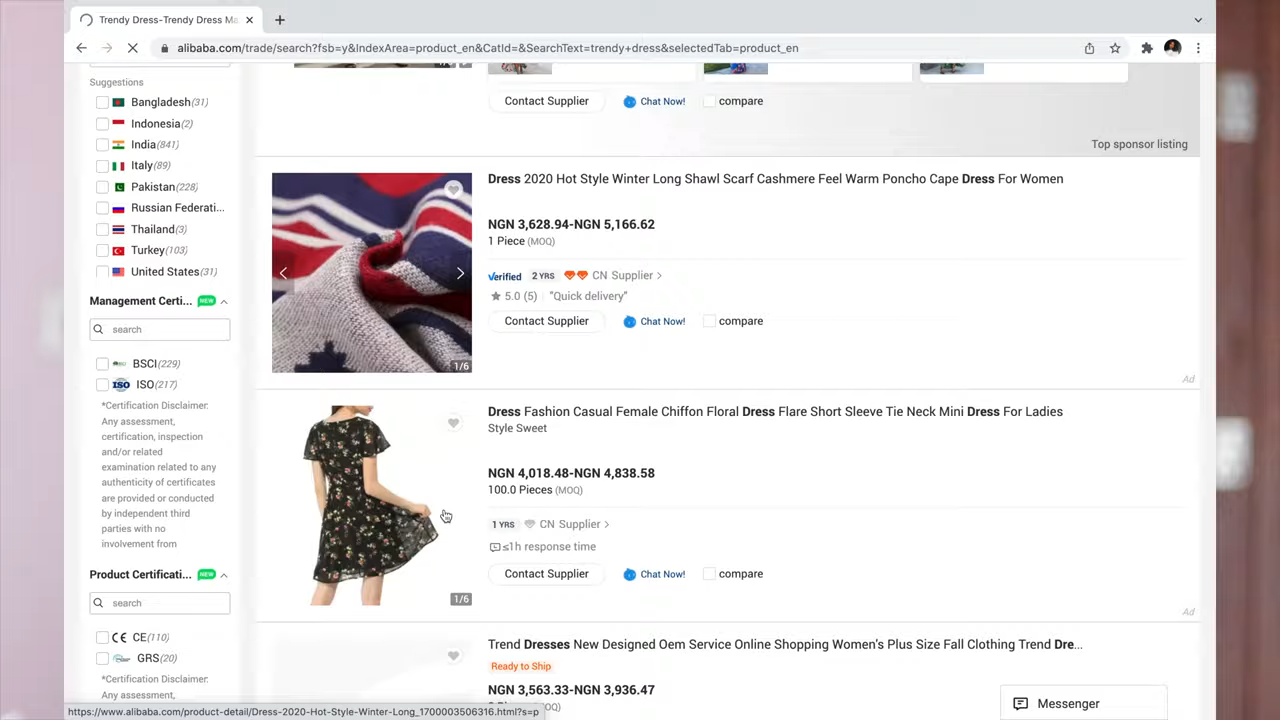 Trendy Dress-Trendy Dress Ma
alibaba.com/trade/search?fsb=y&IndexArea=product_en&CatId=&SearchText=trendy+dress&selectedTab=product_en
Suggestions
Bangladesh(31)
Indonesia(2)
India(841)
Italy(89)
Pakistan(228)
Russian Federati...
Thailand(3)
Turkey(103)
United States(31)
Management Certi... NEW
search
BSCI(229)
ISO ISO(217)
*Certification Disclaimer:
Any assessment,
certification, inspection
and/or related
examination related to any
authenticity of certificates
are provided or conducted
by independent third
parties with no
involvement from
Product Certificati... NEW
search
CE CE(110)
GRS(20)
*Certification Disclaimer:
Any assessment,
Contact Supplier Chat Now! compare
Top sponsor listing
Dress 2020 Hot Style Winter Long Shawl Scarf Cashmere Feel Warm Poncho Cape Dress For Women
NGN 3,628.94-NGN 5,166.62
1 Piece (MOQ)
Verified 2 YRS CN Supplier >
5.0 (5) "Quick delivery"
Contact Supplier Chat Now! compare
1/6
Ad
Dress Fashion Casual Female Chiffon Floral Dress Flare Short Sleeve Tie Neck Mini Dress For Ladies
Style Sweet
NGN 4,018.48-NGN 4,838.58
100.0 Pieces (MOQ)
1 YRS CN Supplier >
≤1h response time
Contact Supplier Chat Now! compare
1/6
Ad
Trend Dresses New Designed Oem Service Online Shopping Women's Plus Size Fall Clothing Trend Dre...
Ready to Ship
NGN 3,563.33-NGN 3,936.47
(MOQ)
Messenger
https://www.alibaba.com/product-detail/Dress-2020-Hot-Style-Winter-Long_1700003506316.html?s=p